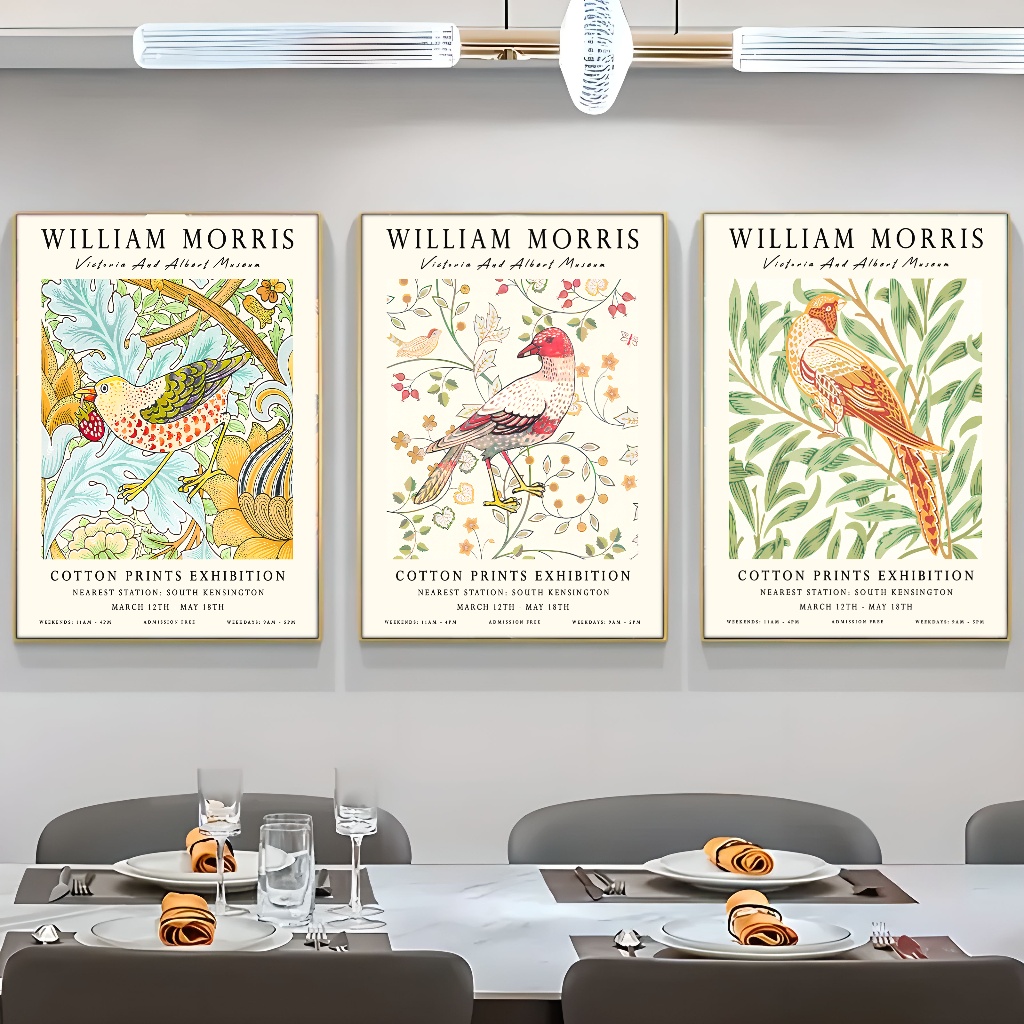 WILLIAM MORRIS
Victoria And Albert Museum
COTTON PRINTS EXHIBITION
NEAREST STATION: SOUTH KENSINGTON
MARCH 12TH MAY 18TH
WEEKENDS: 11AM - 4PM ADMISSION FREE WEEKDAYS: 9AM - 5PM
WILLIAM MORRIS
Victoria And Albert Museum
COTTON PRINTS EXHIBITION
NEAREST STATION: SOUTH KENSINGTON
MARCH 12TH MAY 18TH
WEEKENDS: 11AM - 4PM ADMISSION FREE WEEKDAYS: 9AM - 5PM
WILLIAM MORRIS
Victoria And Albert Museum
COTTON PRINTS EXHIBITION
NEAREST STATION: SOUTH KENSINGTON
MARCH 12TH - MAY 18TH
WEEKENDS: 11AM - 4PM ADMISSION FREE WEEKDAYS: 9AM - 5PM